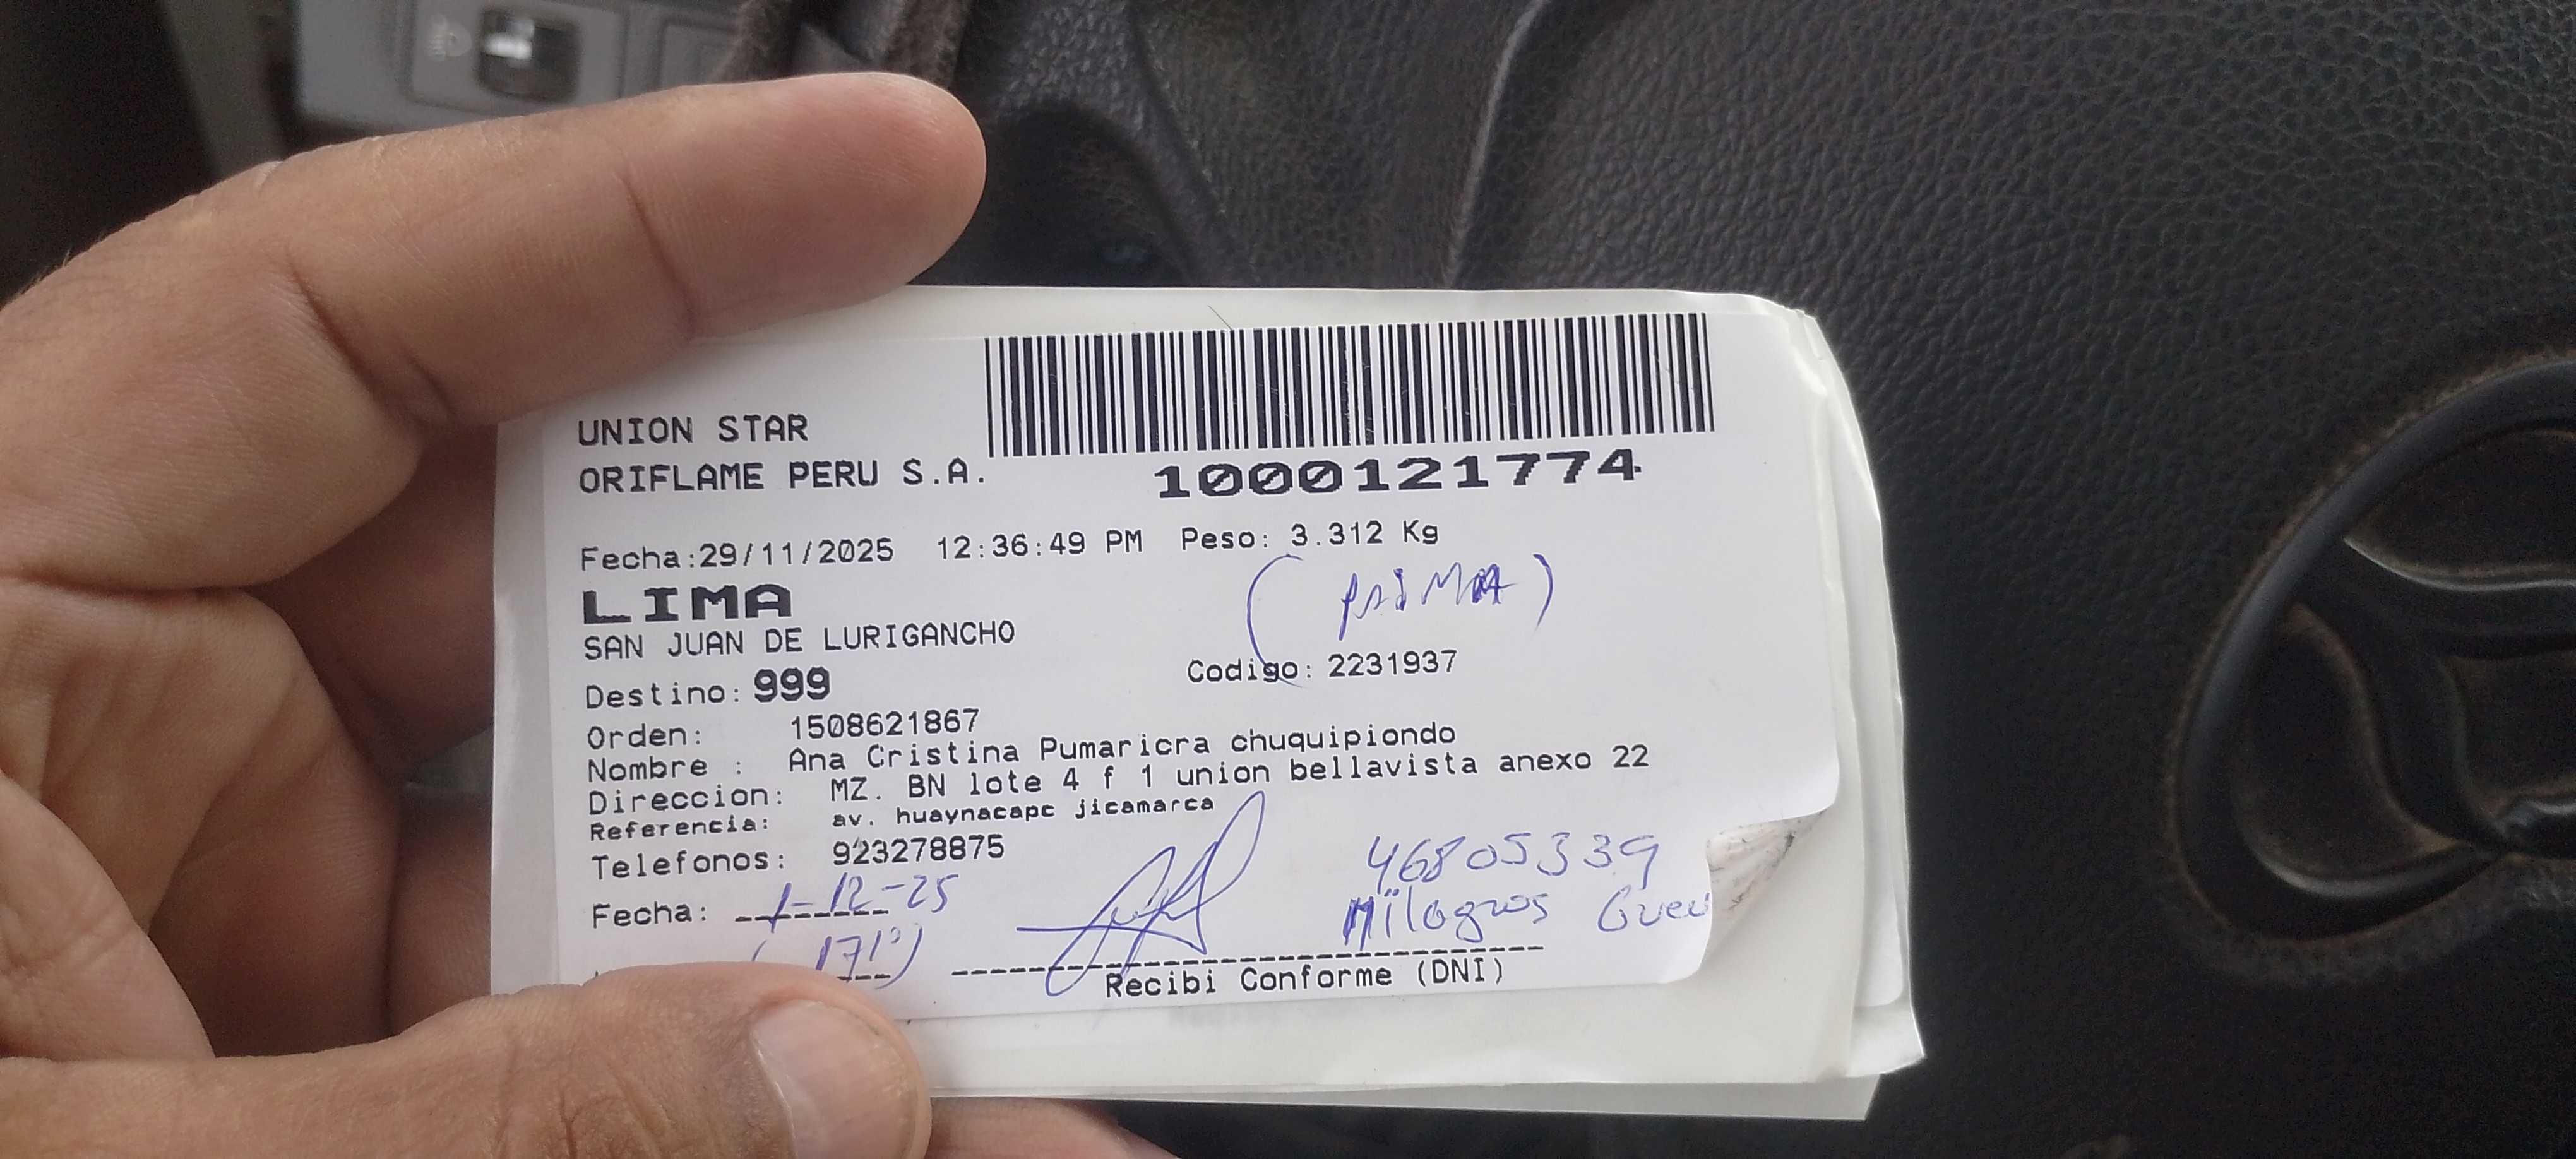 UNION STAR
ORIFLAME PERU S.A.
1000121774
Fecha:29/11/2025 12:36:49 PM Peso: 3.312 Kg
LIMA
(PRIMA)
SAN JUAN DE LURIGANCHO
Destino: 999 Codigo: 2231937
Orden: 1508621867
Nombre : Ana Cristina Pumaricra chuquipiondo
Direccion: MZ. BN lote 4 f 1 union bellavista anexo 22
Referencia: av. huaynacapc jicamarca
Telefonos: 923278875
46805339
Fecha: 1-12-25 Milagros
Recibi Conforme (DNI)